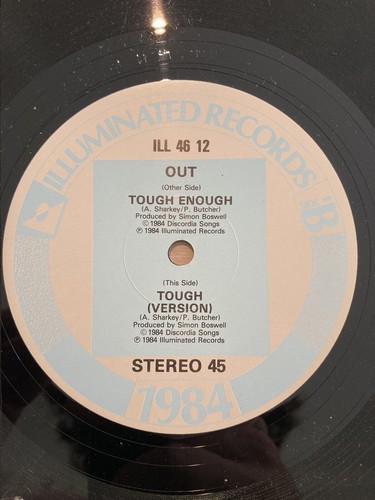 ILLUMINATED RECORDS
B
ILL 46 12
OUT
(Other Side)
TOUGH ENOUGH
(A. Sharkey/P. Butcher)
Produced by Simon Boswell
© 1984 Discordia Songs
℗ 1984 Illuminated Records
(This Side)
TOUGH
(VERSION)
(A. Sharkey/P. Butcher)
Produced by Simon Boswell
© 1984 Discordia Songs
℗ 1984 Illuminated Records
STEREO 45
1984